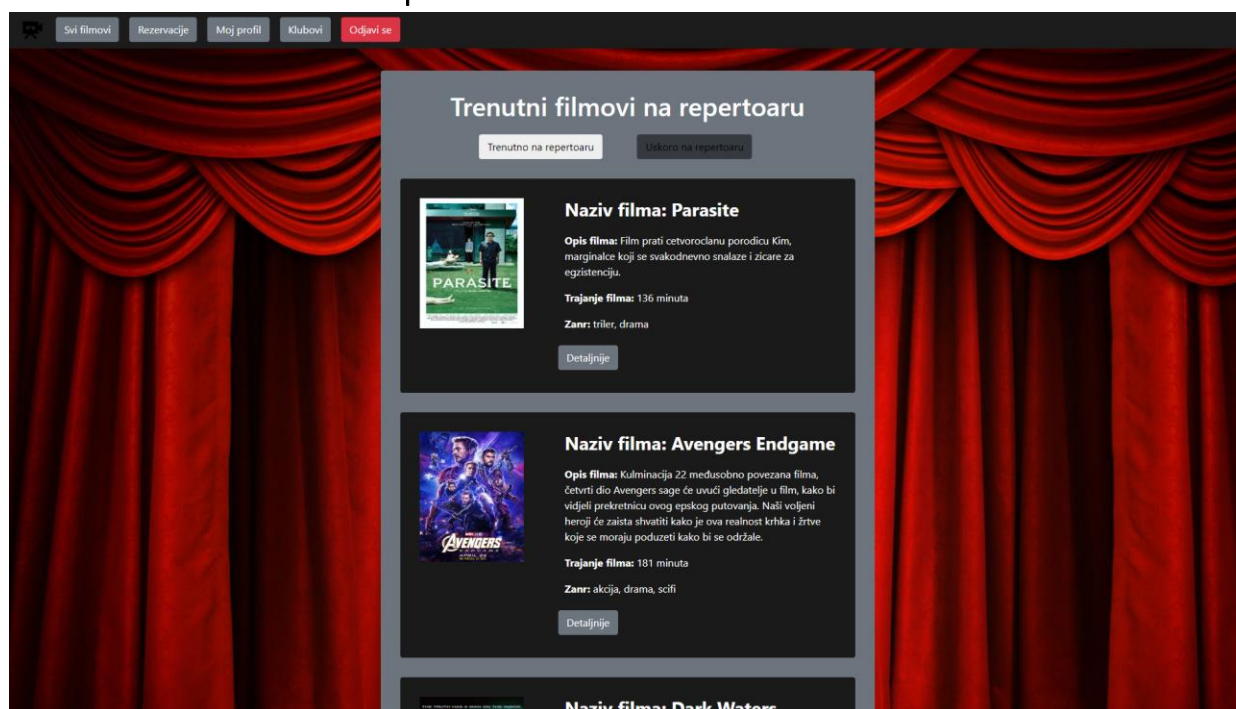 Svi filmovi
Rezervacije
Moj profil
Klubovi
Odjavi se
Trenutni filmovi na repertoaru
Trenutno na repertoaru
Uskoro na repertoaru
PARASITE
Naziv filma: Parasite
Opis filma: Film prati cetvoroclanu porodicu Kim,
marginalce koji se svakodnevno snalaze i zicare za
egzistenciju.
Trajanje filma: 136 minuta
Zanr: triler, drama
Detaljnije
AVENGERS
ENDGAME
Naziv filma: Avengers Endgame
Opis filma: Kulminacija 22 međusobno povezana filma,
četvrti dio Avengers sage će uvući gledatelje u film, kako bi
vidjeli prekretnicu ovog epskog putovanja. Naši voljeni
heroji će zaista shvatiti kako je ova realnost krhka i žrtve
koje se moraju poduzeti kako bi se održale.
Trajanje filma: 181 minuta
Zanr: akcija, drama, scifi
Detaljnije
Naziv filma: Dark Waters